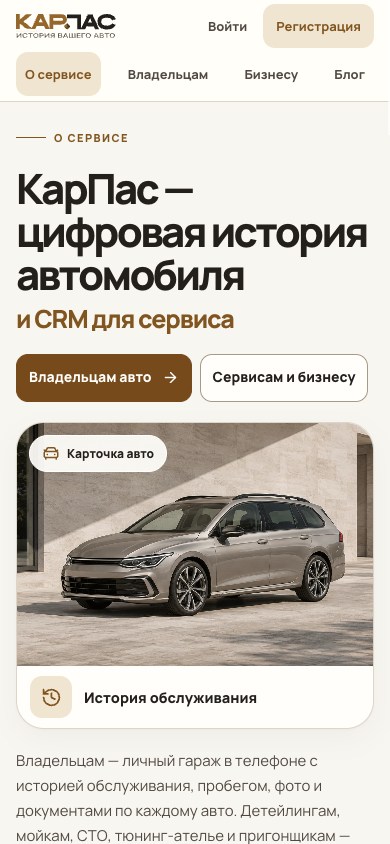 КАРПАС
ИСТОРИЯ ВАШЕГО АВТО
Войти
Регистрация
О сервисе
Владельцам
Бизнесу
Блог
О СЕРВИСЕ
КарПас —
цифровая история
автомобиля
и CRM для сервиса
Владельцам авто
Сервисам и бизнесу
Карточка авто
История обслуживания
Владельцам — личный гараж в телефоне с
историей обслуживания, пробегом, фото и
документами по каждому авто. Детейлингам,
мойкам, СТО, тюнинг-ателье и пригонщикам —